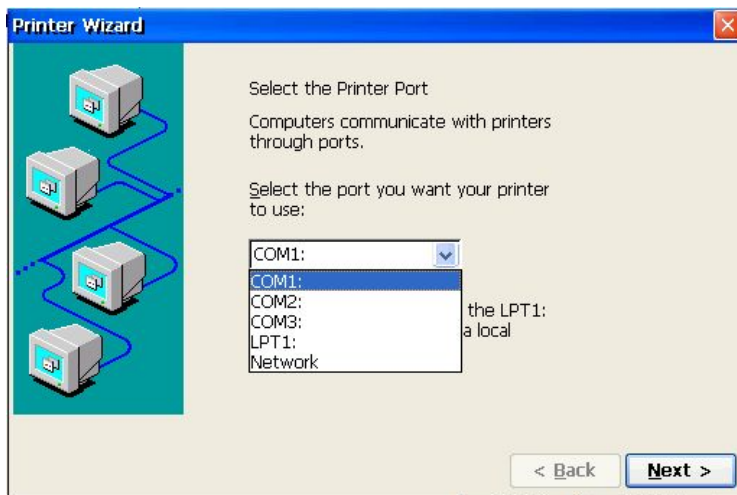 Printer Wizard
Select the Printer Port
Computers communicate with printers
through ports.
Select the port you want your printer
to use:
COM1:
COM1:
COM2:
COM3:
the LPT1:
LPT1:
a local
Network
< Back
Next >